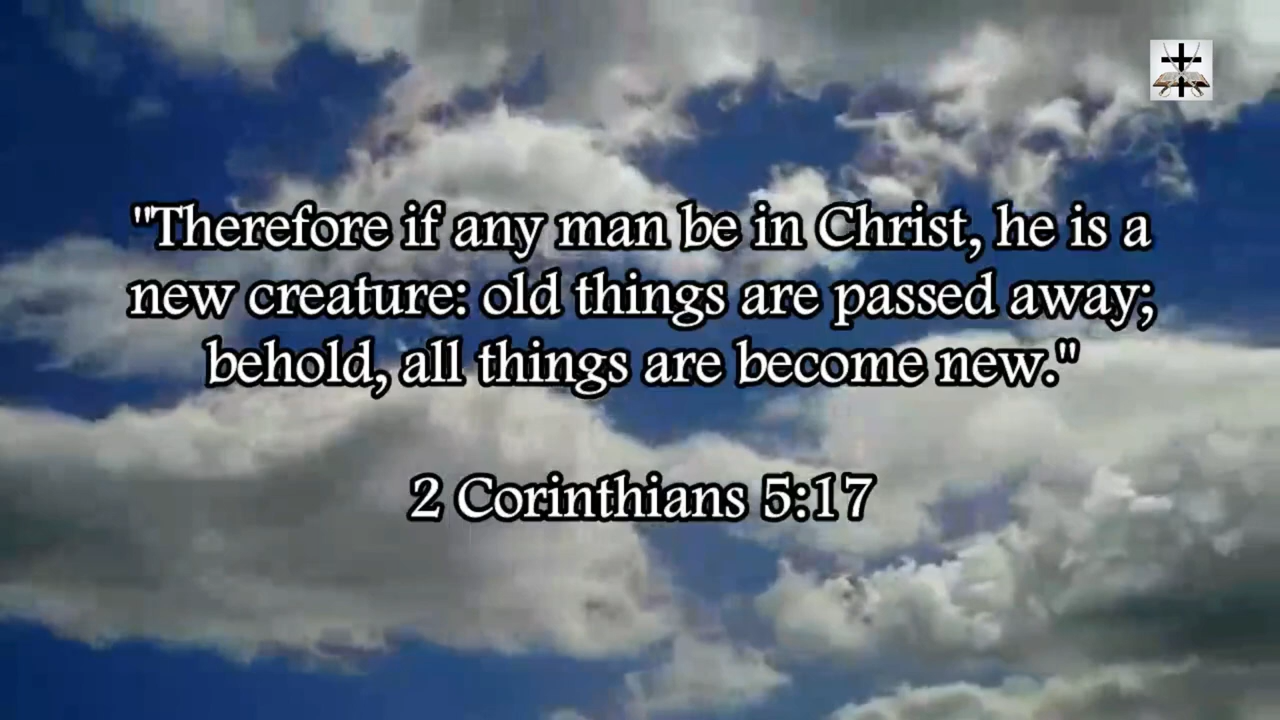 "Therefore if any man be in Christ, he is a
new creature: old things are passed away;
behold, all things are become new."
2 Corinthians 5:17